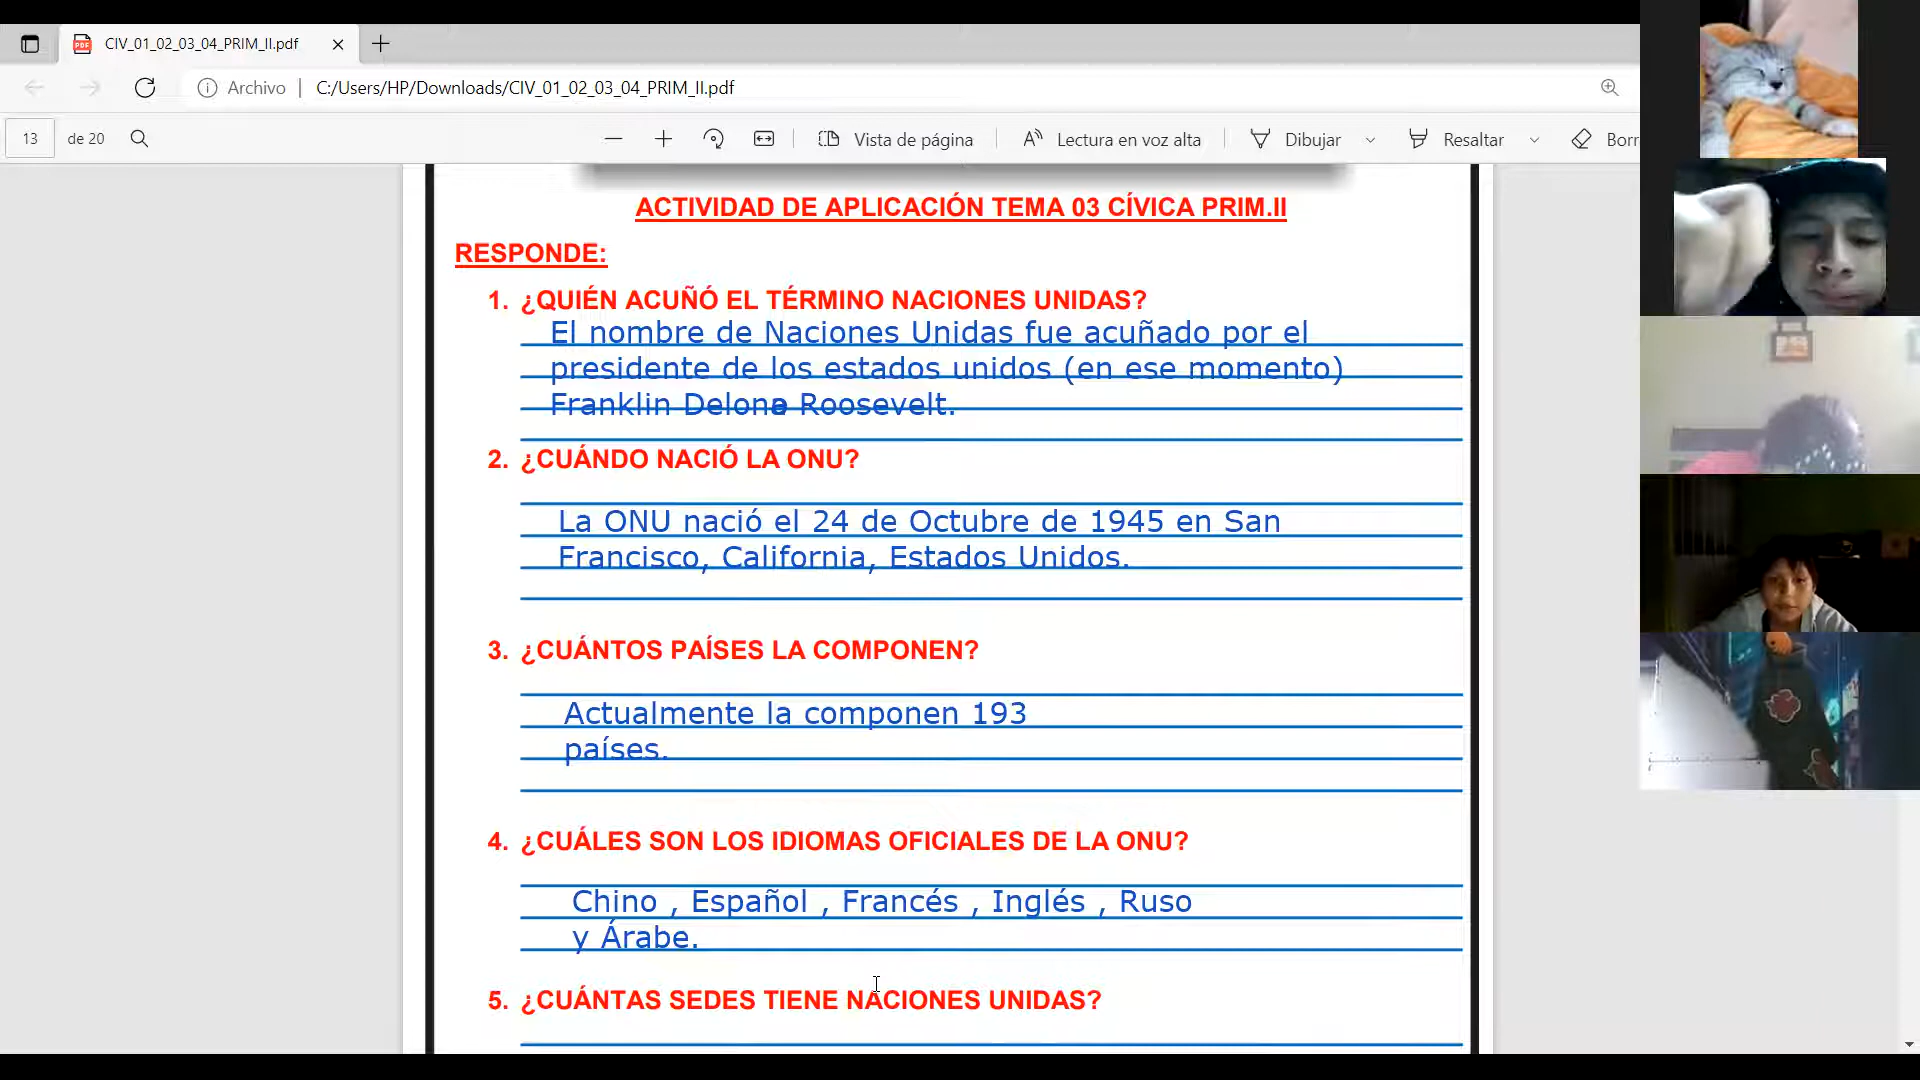 CIV_01_02_03_04_PRIM_II.pdf
Archivo
C:/Users/HP/Downloads/CIV_01_02_03_04_PRIM_II.pdf
13 de 20
Vista de página
Lectura en voz alta
Dibujar
Resaltar
Borr
ACTIVIDAD DE APLICACIÓN TEMA 03 CÍVICA PRIM.II
RESPONDE:
1. ¿QUIÉN ACUÑÓ EL TÉRMINO NACIONES UNIDAS?
El nombre de Naciones Unidas fue acuñado por el
presidente de los estados unidos (en ese momento)
Franklin Delona Roosevelt.
2. ¿CUÁNDO NACIÓ LA ONU?
La ONU nació el 24 de Octubre de 1945 en San
Francisco, California, Estados Unidos.
3. ¿CUÁNTOS PAÍSES LA COMPONEN?
Actualmente la componen 193
países.
4. ¿CUÁLES SON LOS IDIOMAS OFICIALES DE LA ONU?
Chino , Español , Francés , Inglés , Ruso
y Árabe.
5. ¿CUÁNTAS SEDES TIENE NACIONES UNIDAS?